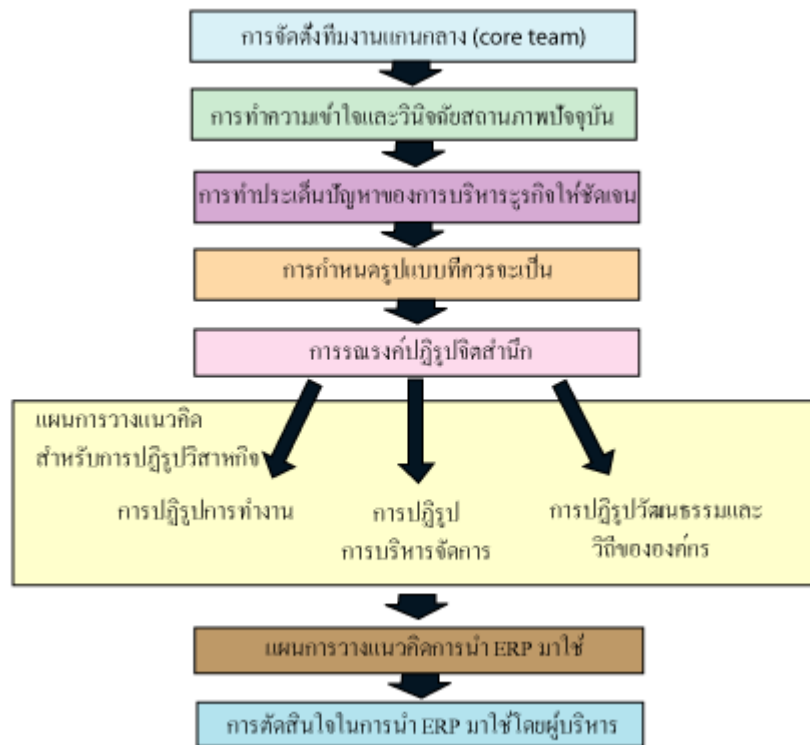 การจัดตั้งทีมงานแกนกลาง (core team)
การทำความเข้าใจและวินิจฉัยสถานภาพปัจจุบัน
การทำประเด็นปัญหาของการบริหาระรุกิจให้ชัดเจน
การกำหนดรูปแบบที่ควรจะเป็น
การรณรงค์ปฏิรูปจิตสำนึก
แผนการวางแนวคิด
สำหรับการปฏิรูปวิสาหกิจ
การปฏิรูปการทำงาน
การปฏิรูป
การบริหารจัดการ
การปฏิรูปวัฒนธรรมและ
วิถีขององค์กร
แผนการวางแนวคิดการนำ ERP มาใช้
การตัดสินใจในการนำ ERP มาใช้โดยผู้บริหาร